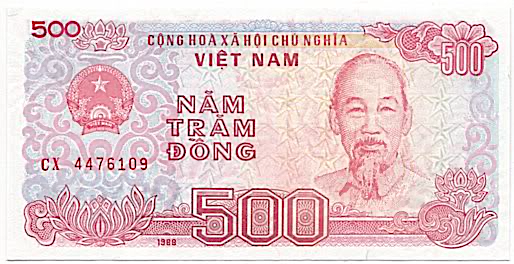 500
CỘNG HOÀ XÃ HỘI CHỦ NGHĨA
VIỆT NAM
500
NĂM
TRĂM
ĐỒNG
CX 4476109
500
1988